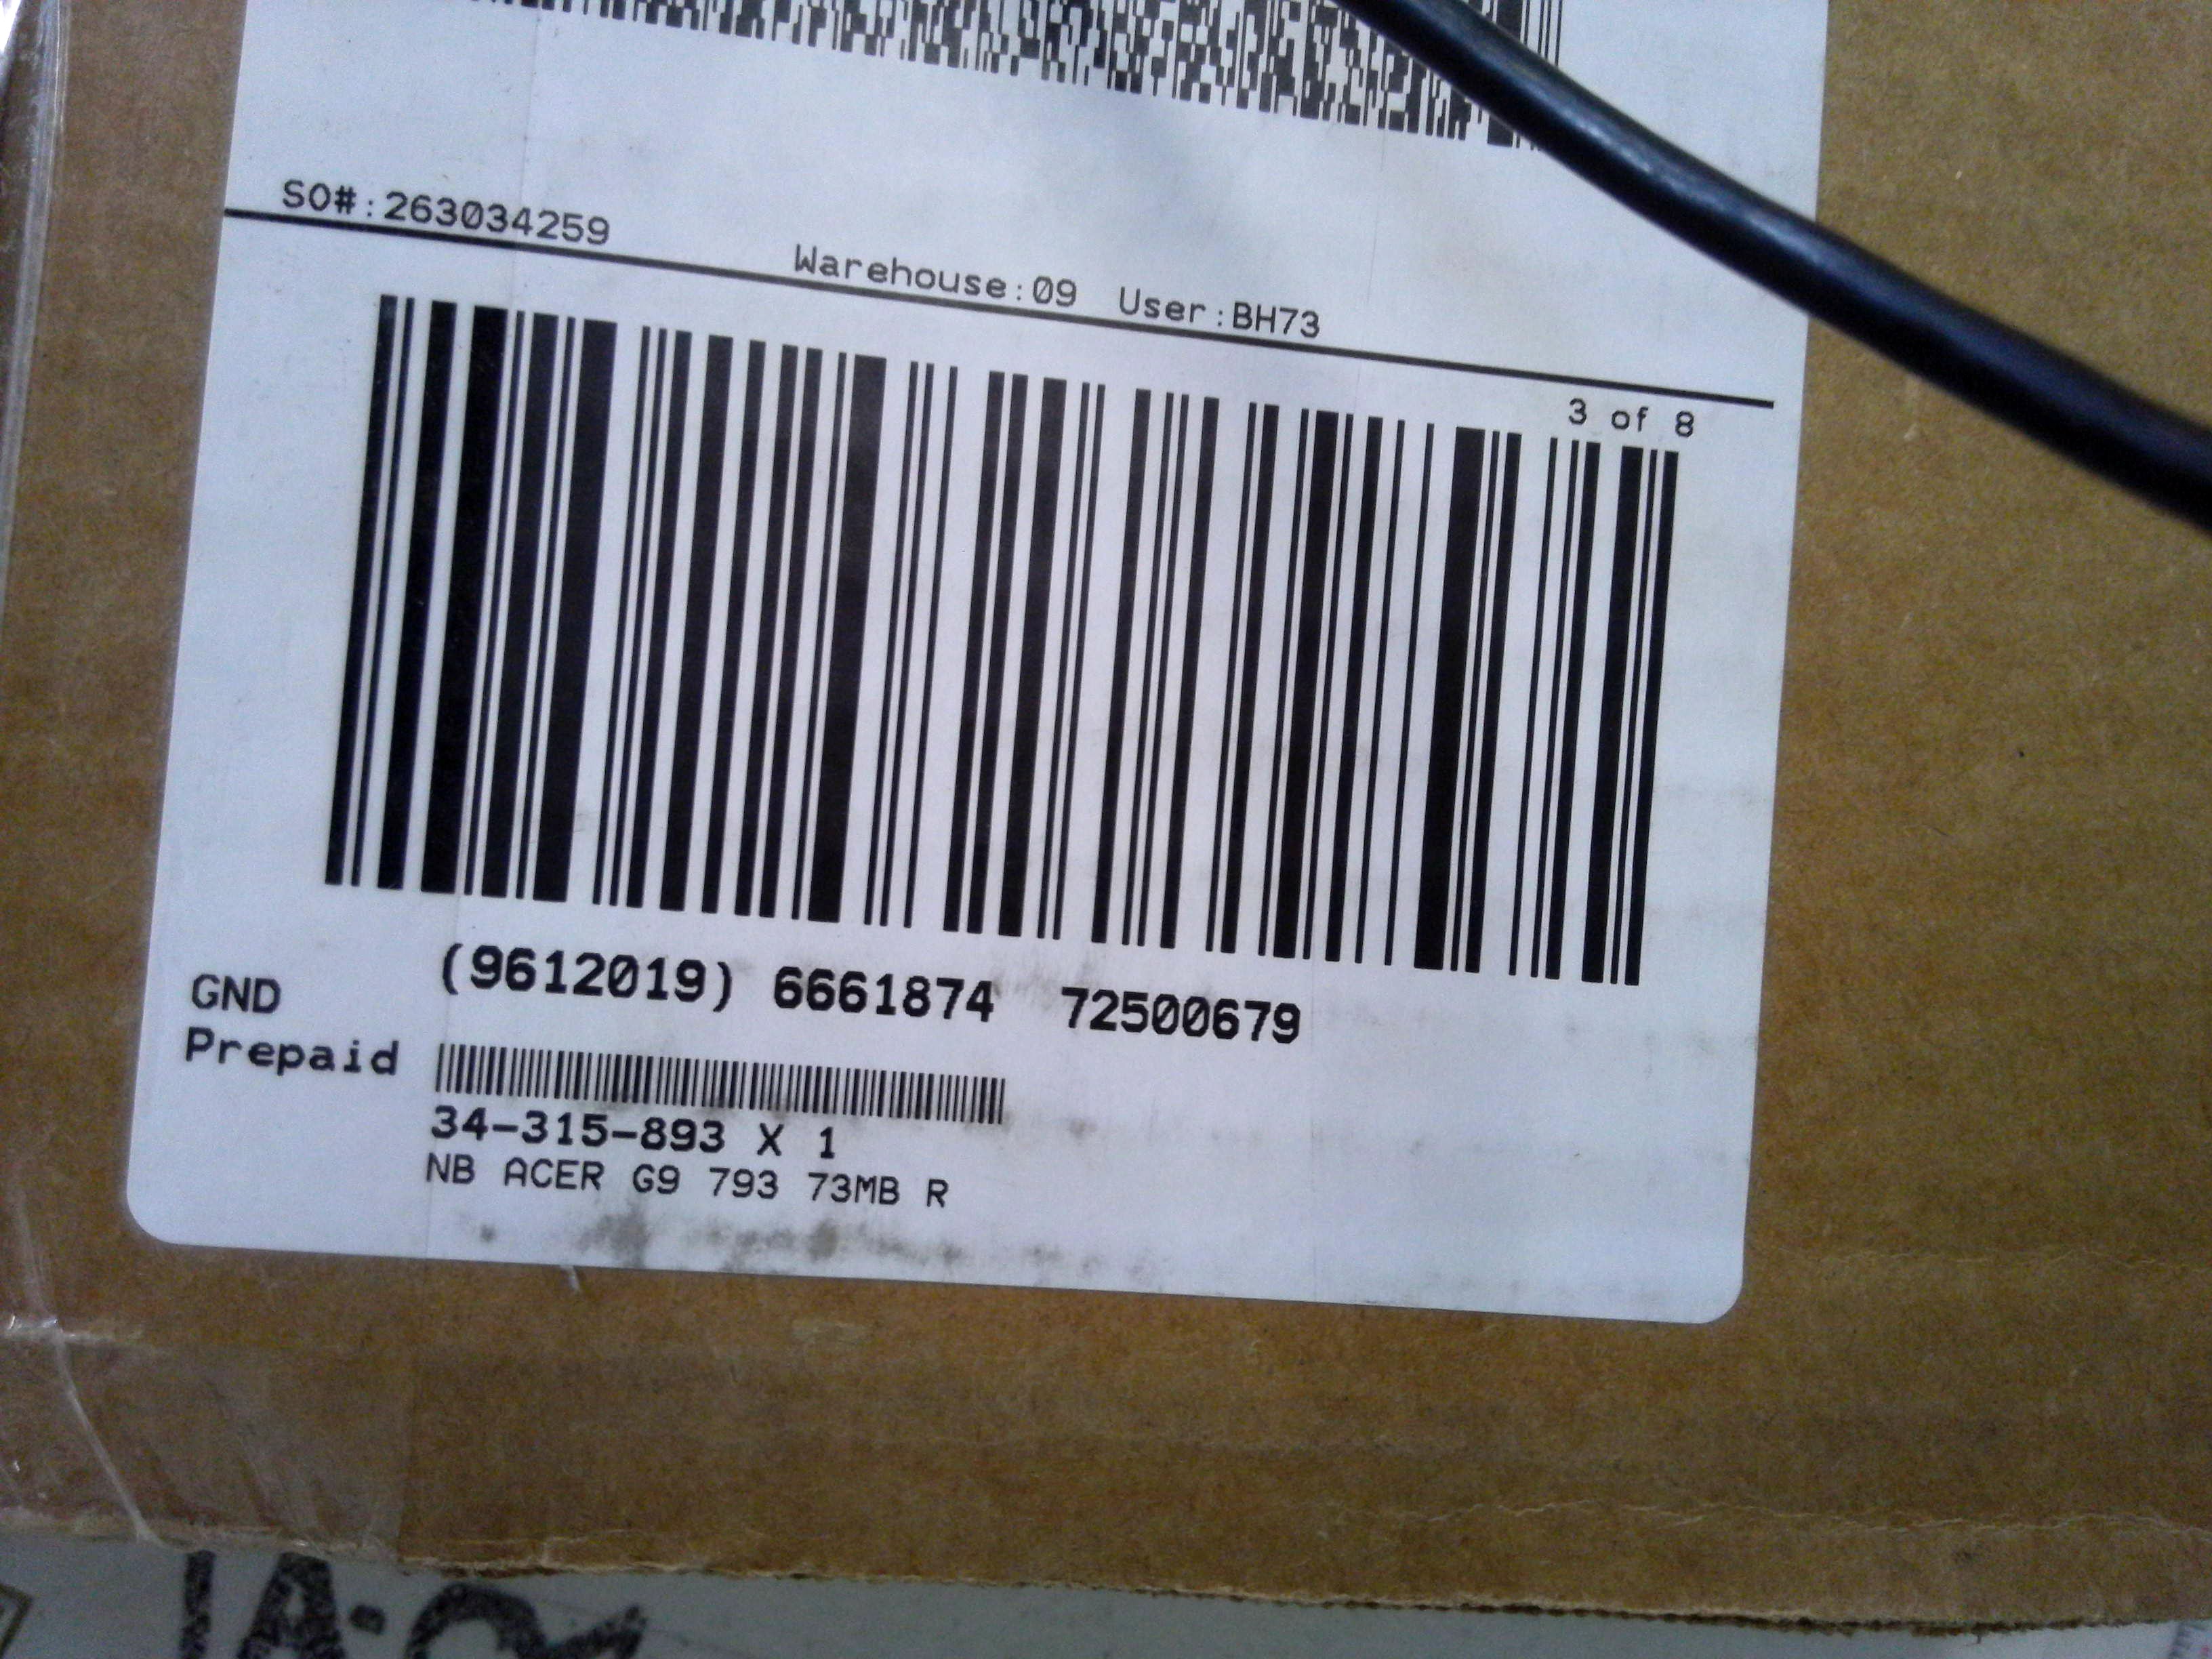 SO#:263034259
Warehouse:09 User:BH73
3 of 8
(9612019) 6661874 72500679
GND
Prepaid
34-315-893 X 1
NB ACER G9 793 73MB R